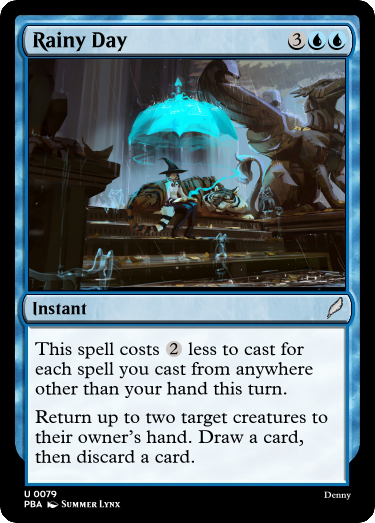 Rainy Day 3
Instant
This spell costs 2 less to cast for
each spell you cast from anywhere
other than your hand this turn.
Return up to two target creatures to
their owner's hand. Draw a card,
then discard a card.
U 0079
PBA Summer Lynx
Denny